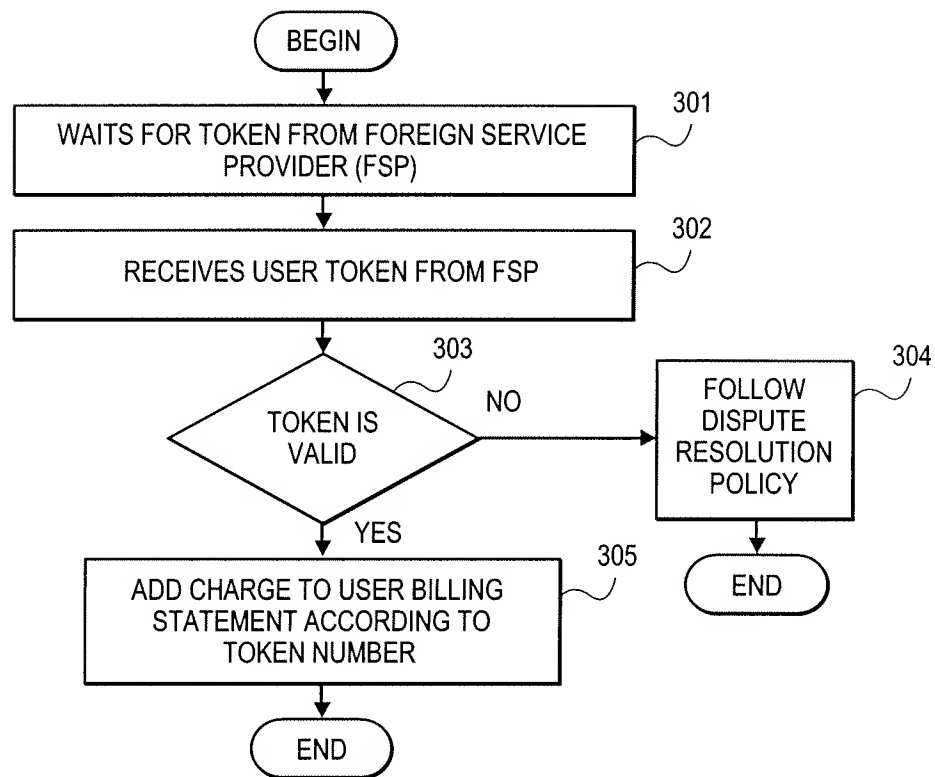 BEGIN
301
WAITS FOR TOKEN FROM FOREIGN SERVICE
PROVIDER (FSP)
302
RECEIVES USER TOKEN FROM FSP
303
TOKEN IS
VALID
NO
304
FOLLOW
DISPUTE
RESOLUTION
POLICY
END
YES
305
ADD CHARGE TO USER BILLING
STATEMENT ACCORDING TO
TOKEN NUMBER
END